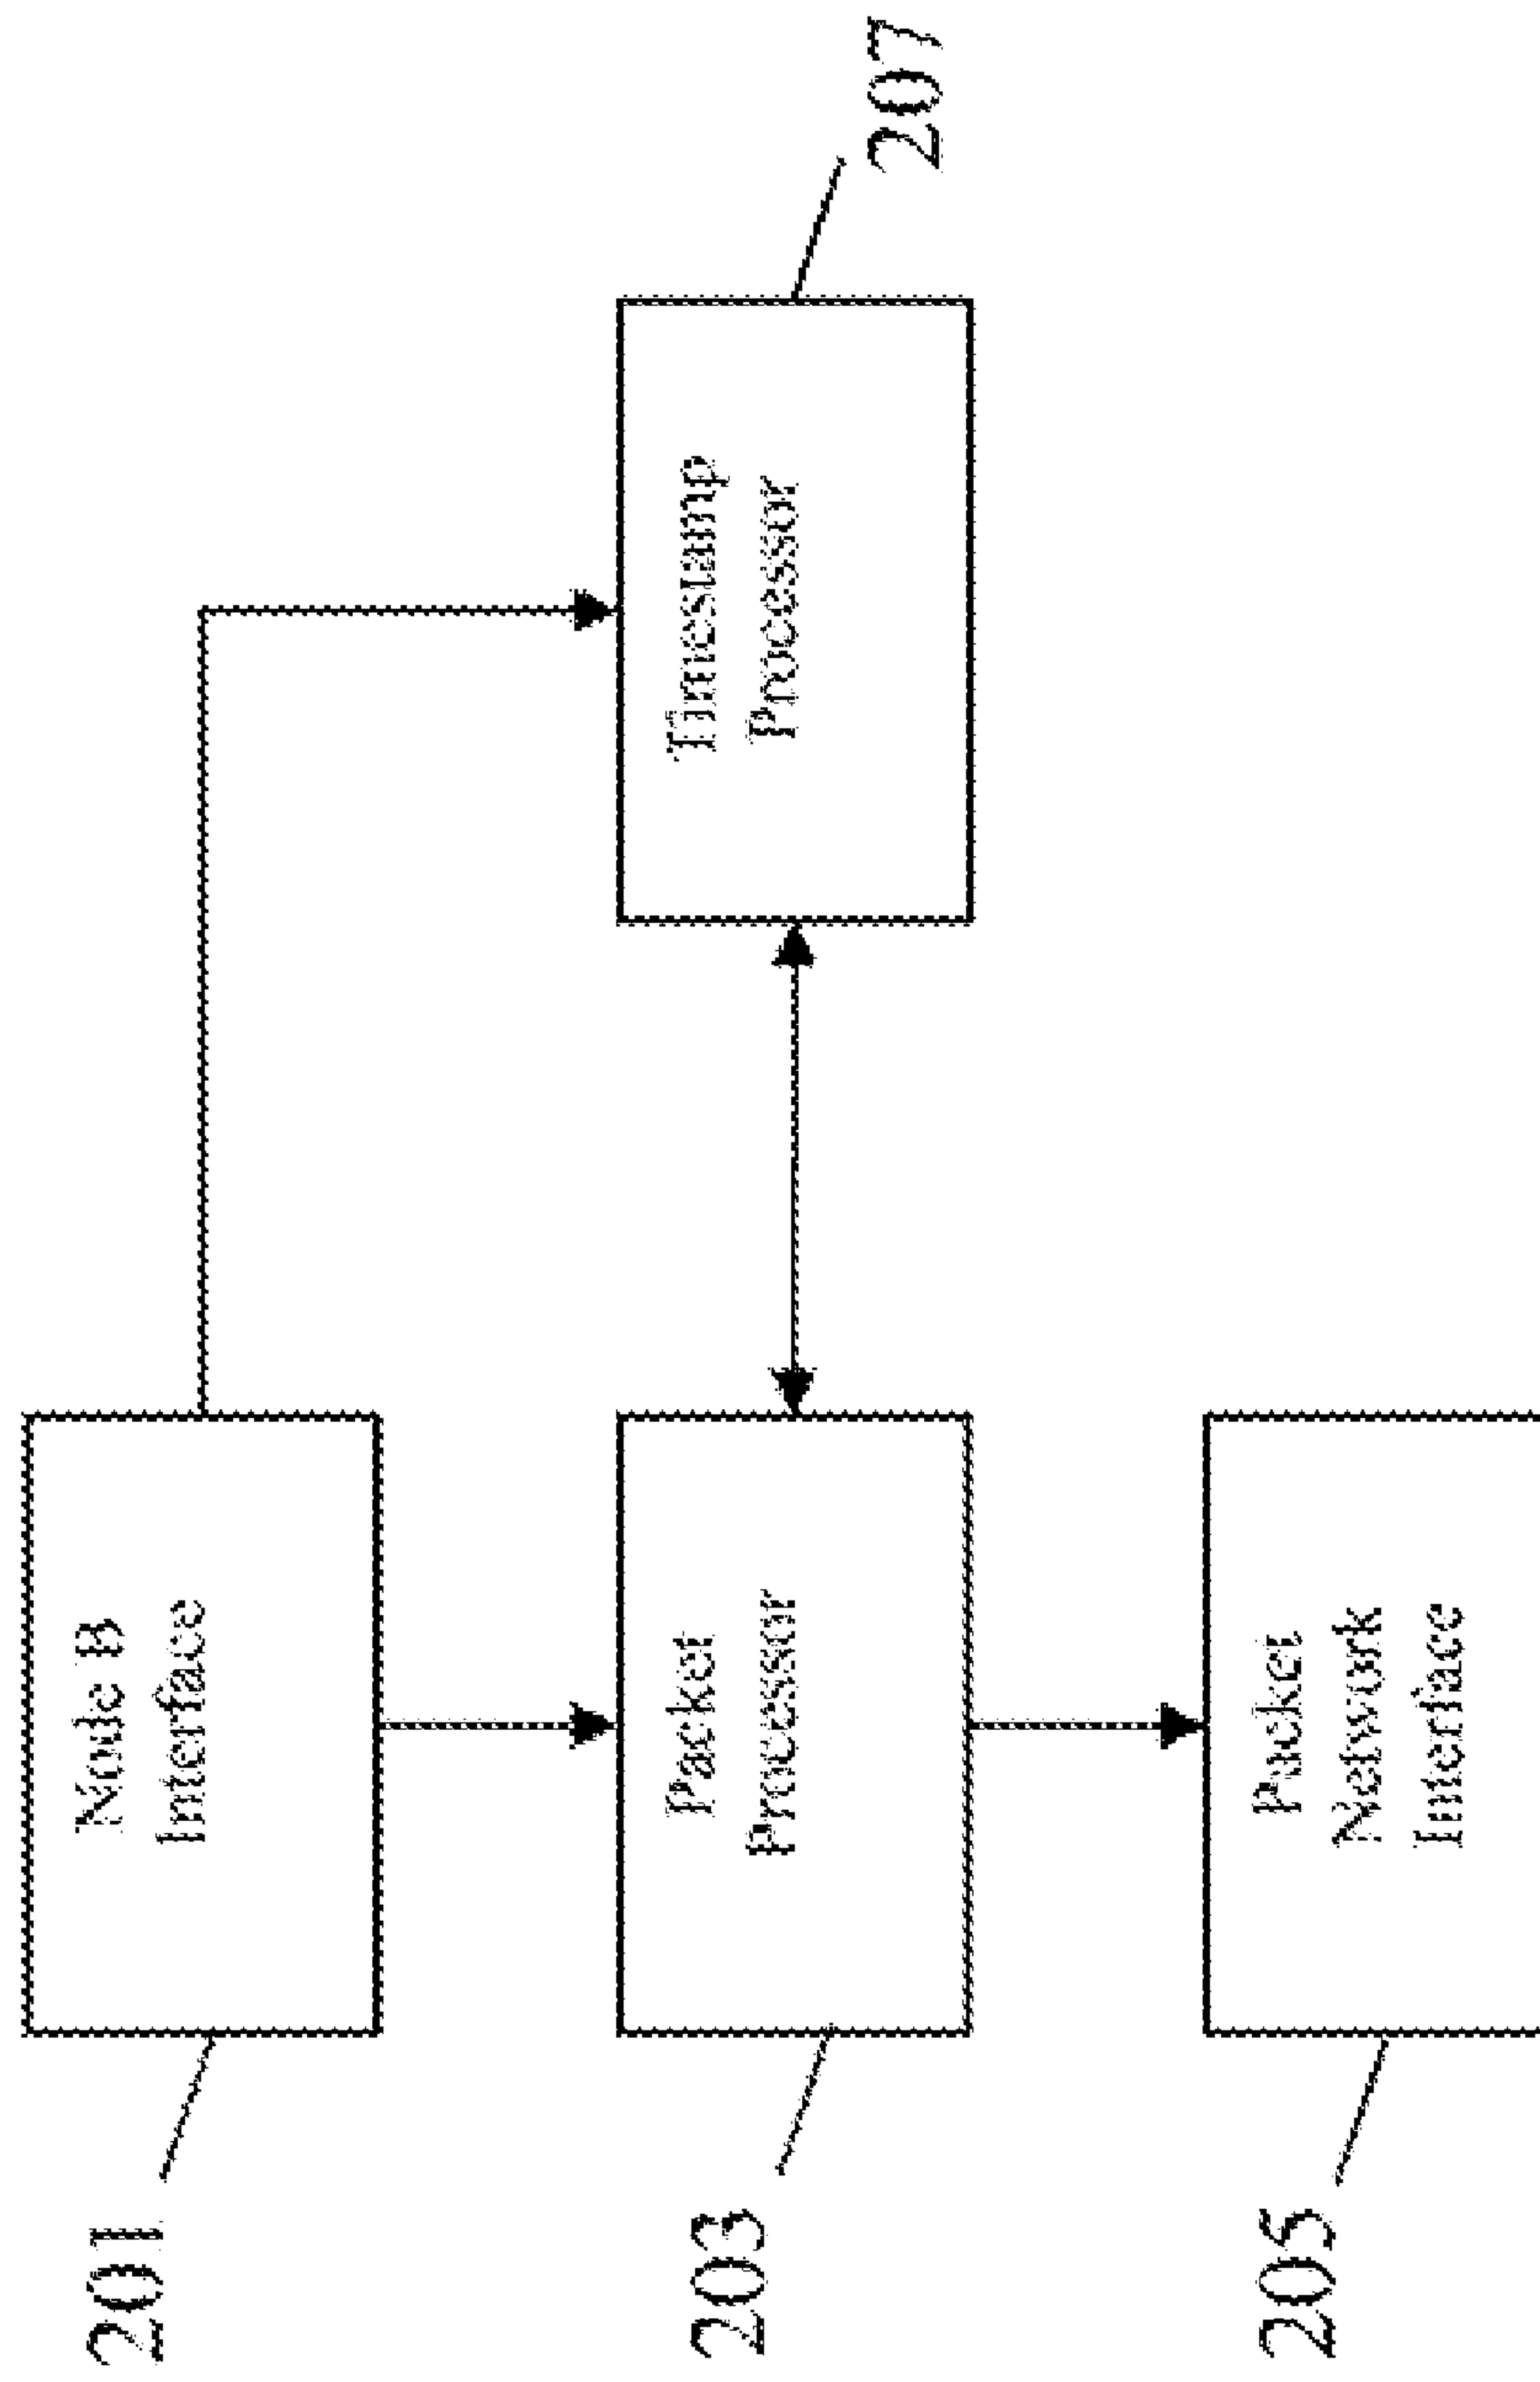 201
Node B
Interface
203
Packet
Processor
Timestamp
Processor
207
205
Packet
Network
Interface